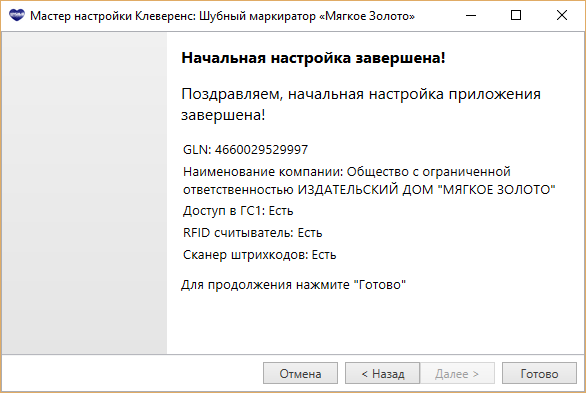 Мастер настройки Клеверенс: Шубный маркиратор «Мягкое Золото»
Начальная настройка завершена!
Поздравляем, начальная настройка приложения
завершена!
GLN: 4660029529997
Наименование компании: Общество с ограниченной
ответственностью ИЗДАТЕЛЬСКИЙ ДОМ "МЯГКОЕ ЗОЛОТО"
Доступ в ГС1: Есть
RFID считыватель: Есть
Сканер штрихкодов: Есть
Для продолжения нажмите "Готово"
Отмена
< Назад
Далее >
Готово